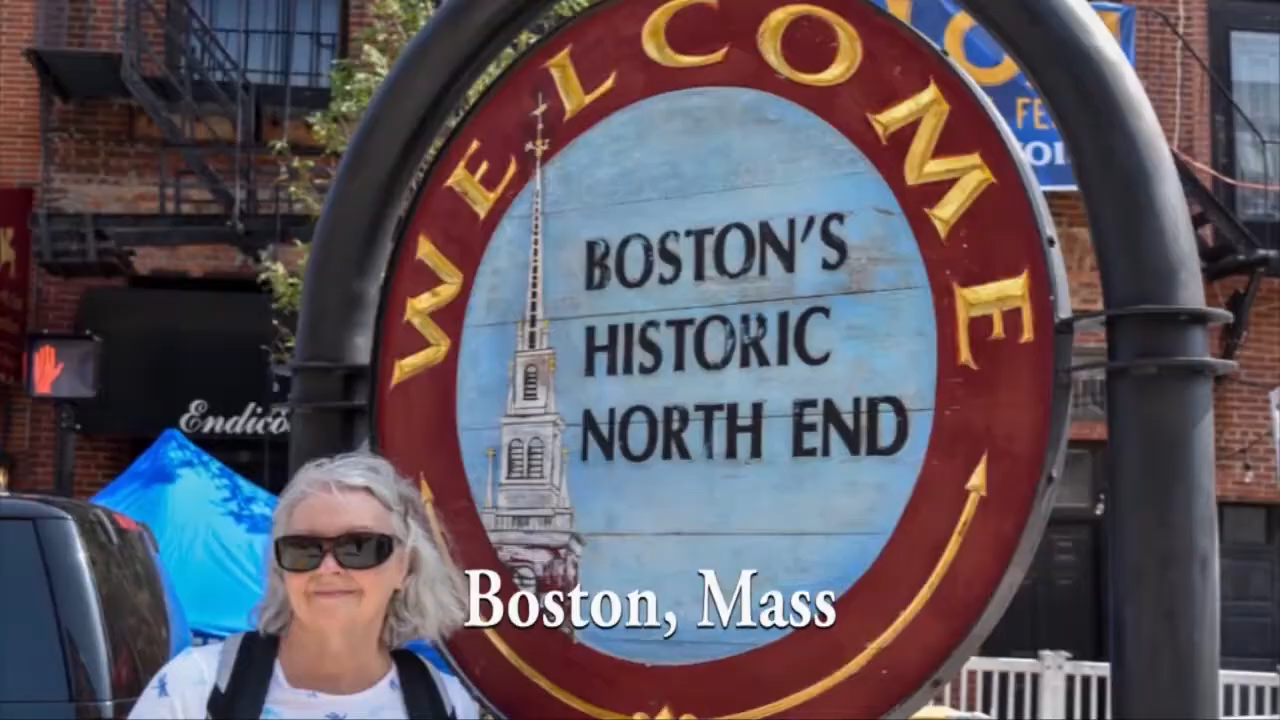 WELCOME
BOSTON'S
HISTORIC
NORTH END
Endico
Boston, Mass